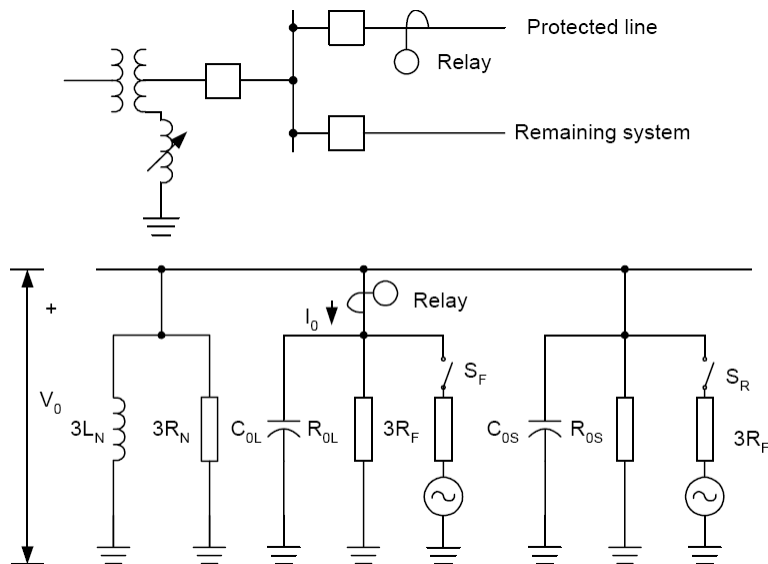 Protected line
Relay
Remaining system
+
V0
I0
Relay
SF
SR
3LN
3RN
C0L
R0L
3RF
C0S
R0S
3RF